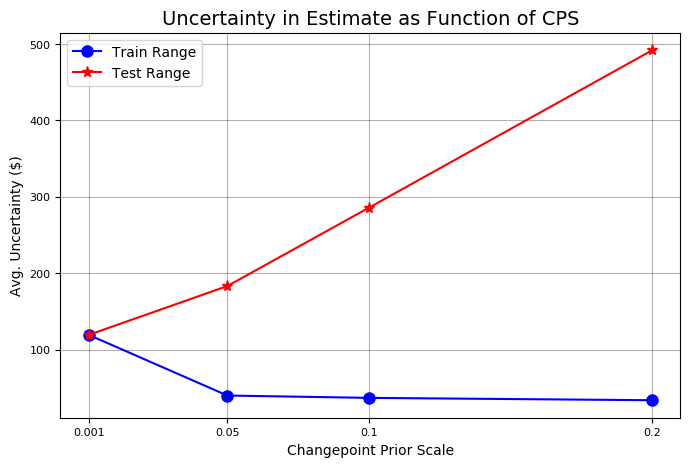 Uncertainty in Estimate as Function of CPS
Train Range
Test Range
500
400
300
200
100
Avg. Uncertainty ($)
0.001 0.05 0.1 0.2
Changepoint Prior Scale